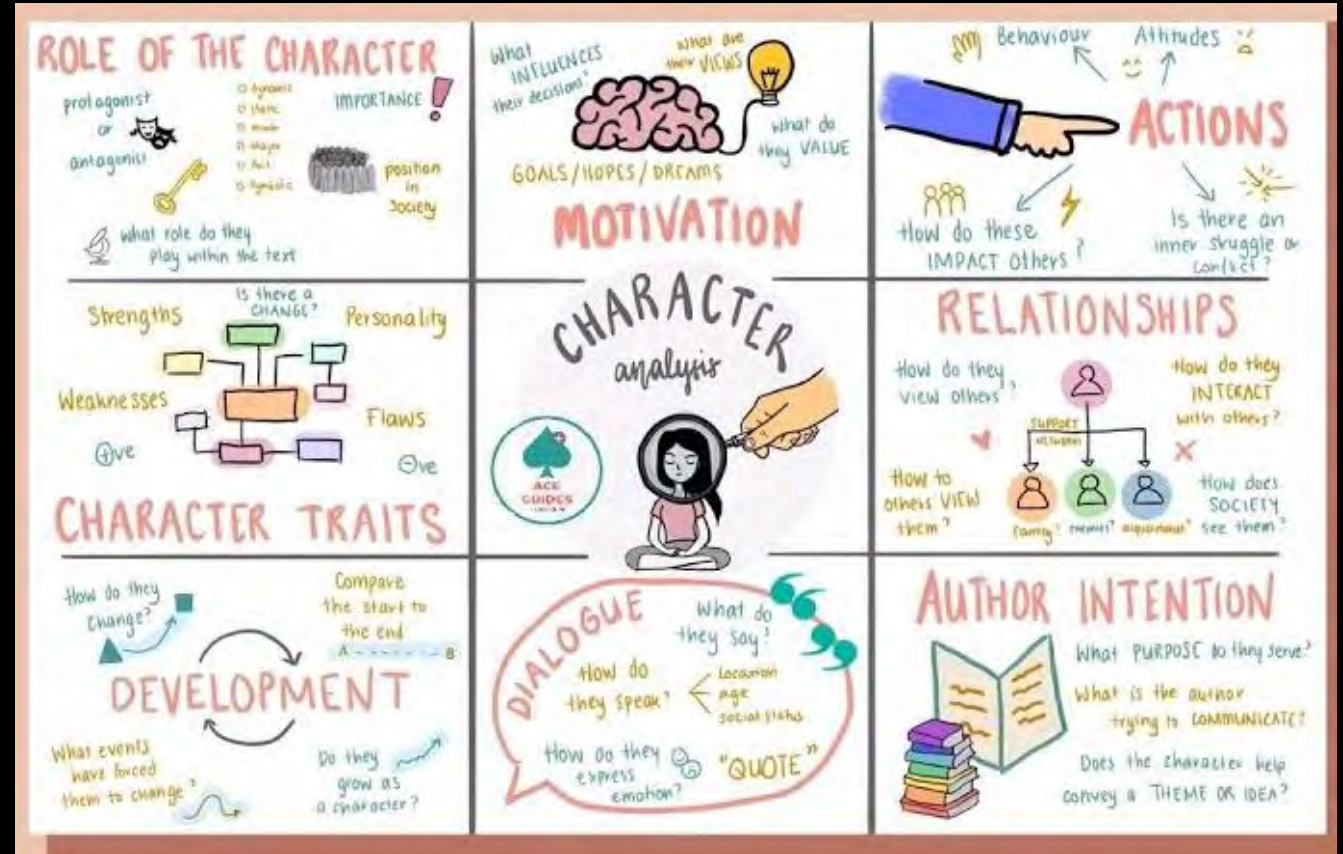 ROLE OF THE CHARACTER
protagonist
or
antagonist
dynamic
static
minor
major
symbolic
IMPORTANCE!
position
in
society
what role do they
play within the text
What
INFLUENCES
their decisions?
what are
their VIEWS
what do
they VALUE
GOALS/HOPES/DREAMS
MOTIVATION
Behaviour
Attitudes
ACTIONS
How do these
IMPACT others?
Is there an
inner struggle or
conflict?
Strengths
Is there a
CHANGE?
Personality
Weaknesses
Flaws
+ve
-ve
CHARACTER TRAITS
CHARACTER
analysis
ACE
GUIDES
RELATIONSHIPS
How do they
view others?
How do they
INTERACT
with others?
SUPPORT
NETWORKS
How to
others VIEW
them?
How does
SOCIETY
see them?
family?
How do they
change?
Compare
the start to
the end
A - - - - - - B
DEVELOPMENT
What events
have forced
them to change?
Do they
grow as
a character?
DIALOGUE
What do
they say?
How do
they speak?
location
age
social status
How do they
express
emotion?
"QUOTE"
AUTHOR INTENTION
What PURPOSE do they serve?
What is the author
trying to COMMUNICATE?
Does the character help
convey a THEME OR IDEA?